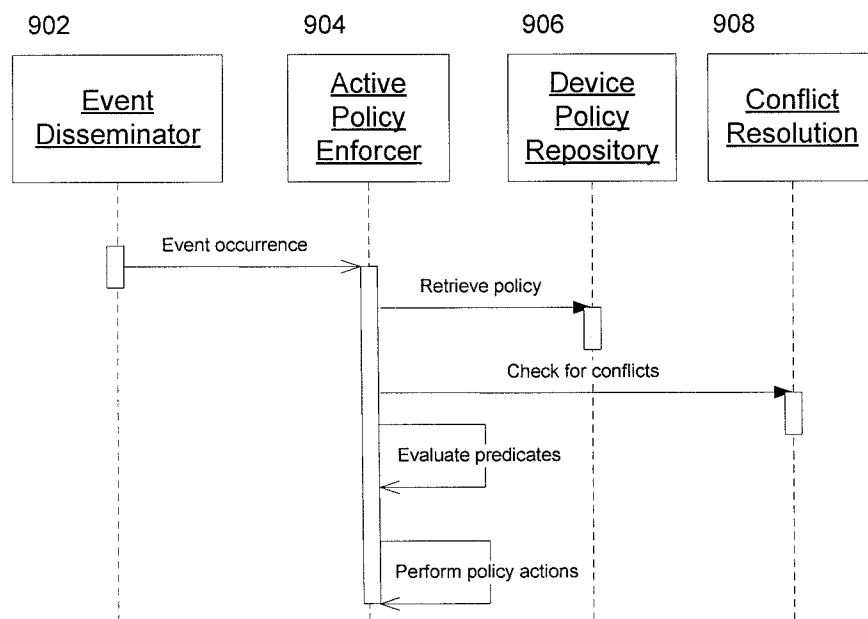 902
904
906
908
Event
Disseminator
Active
Policy
Enforcer
Device
Policy
Repository
Conflict
Resolution
Event occurrence
Retrieve policy
Check for conflicts
Evaluate predicates
Perform policy actions